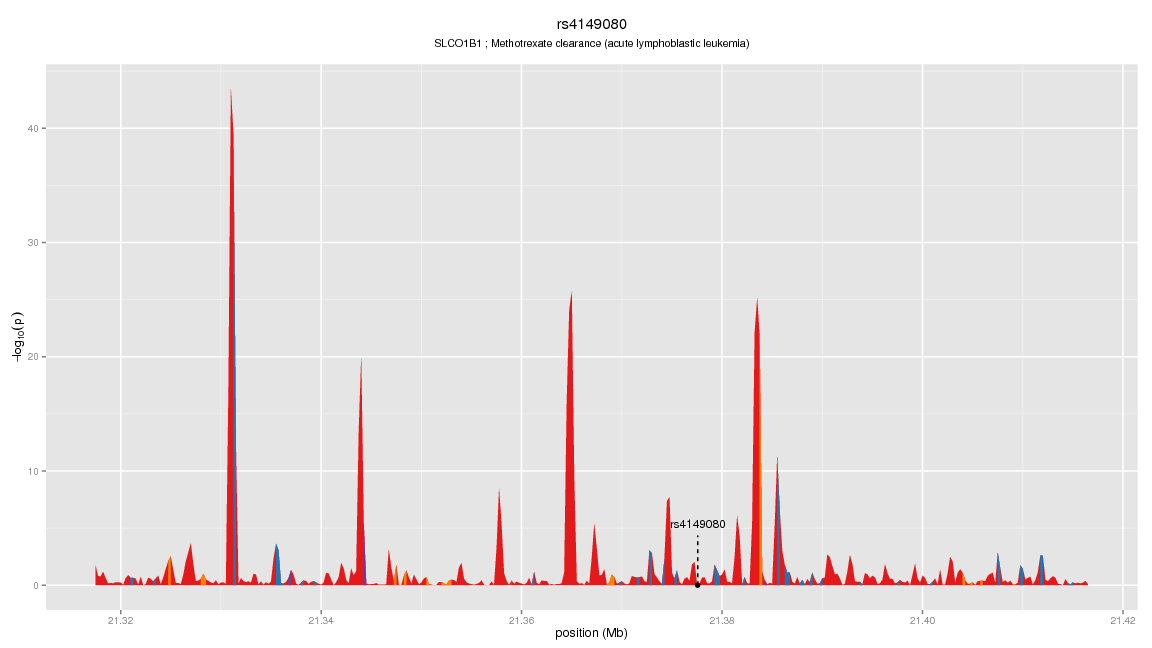 rs4149080
SLCO1B1 ; Methotrexate clearance (acute lymphoblastic leukemia)
40
30
20
10
0
−log10(p)
rs4149080
21.32 21.34 21.36 21.38 21.40 21.42
position (Mb)